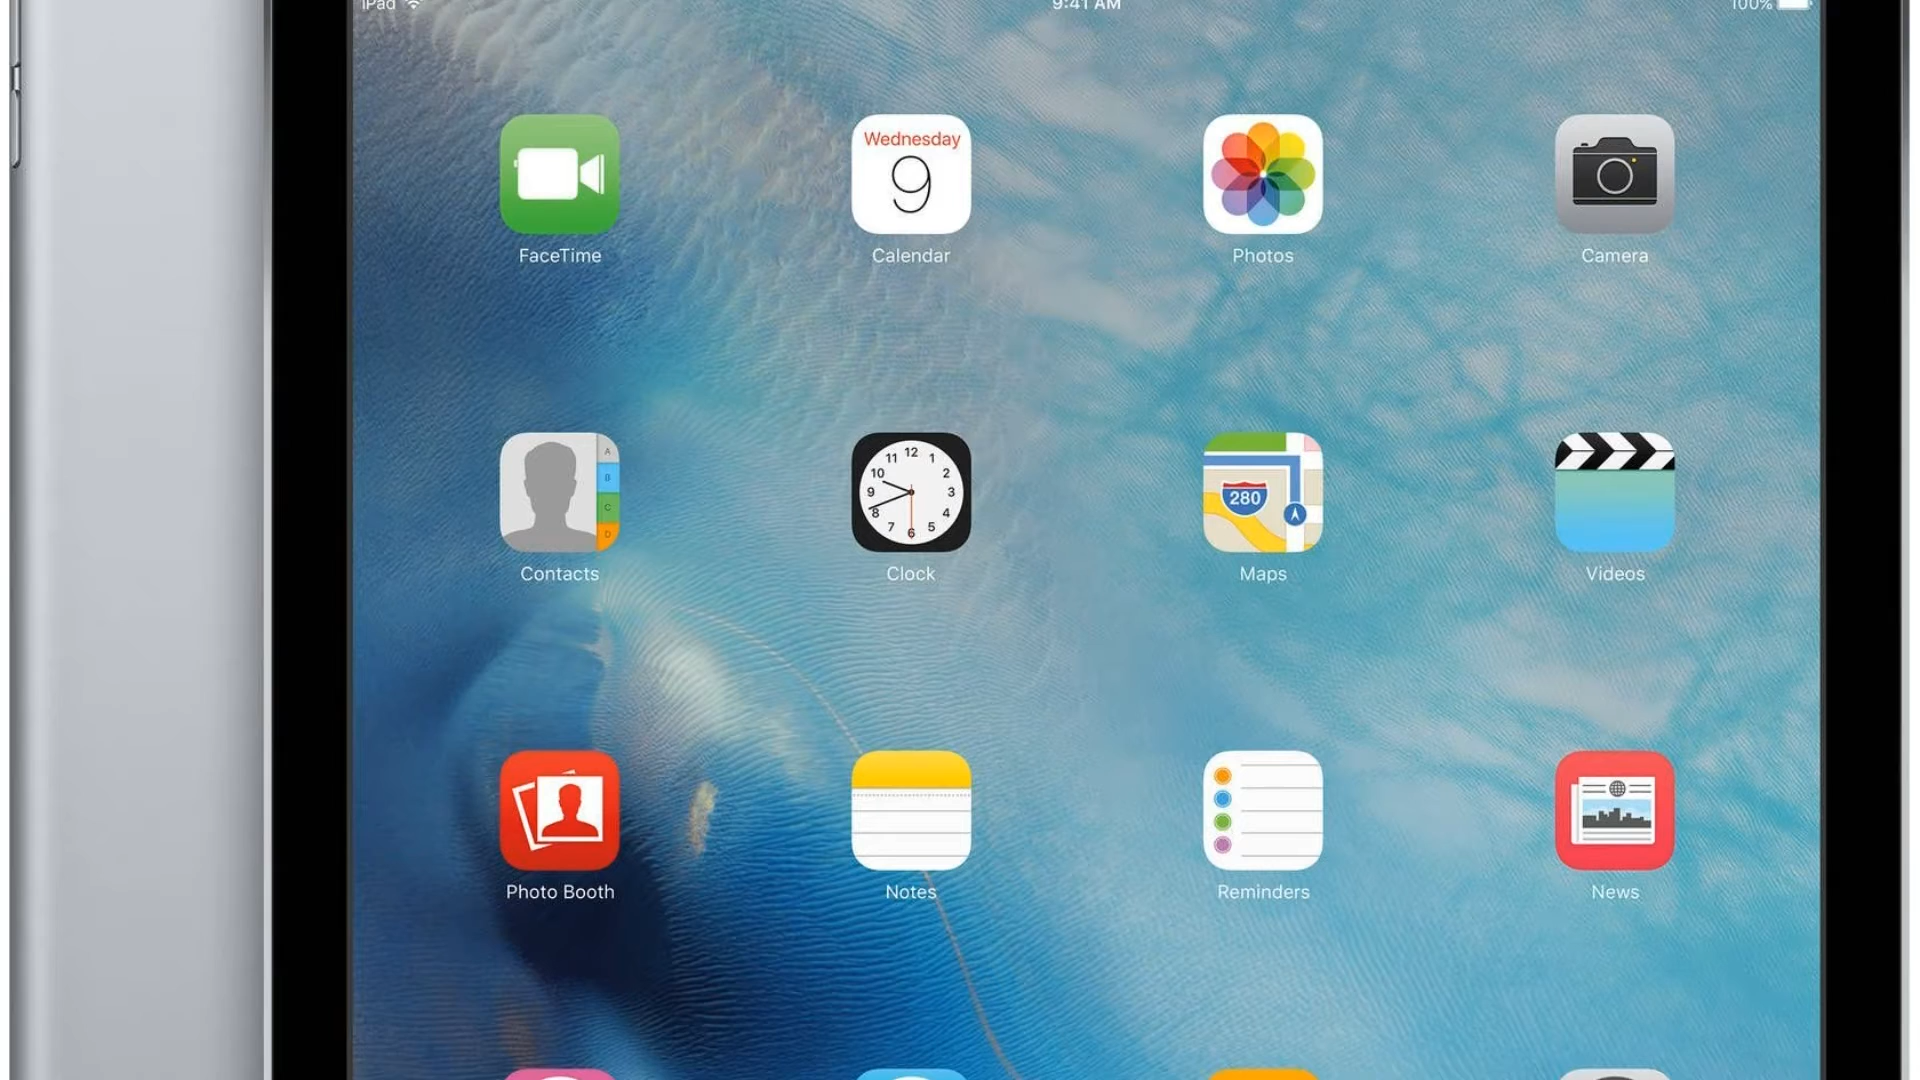 iPad 9:41 AM 100%
Wednesday
9
FaceTime Calendar Photos Camera
A
B
C
D
12
11 1
10 2
9 3
8 4
7 5
6
280
Contacts Clock Maps Videos
Photo Booth Notes Reminders News